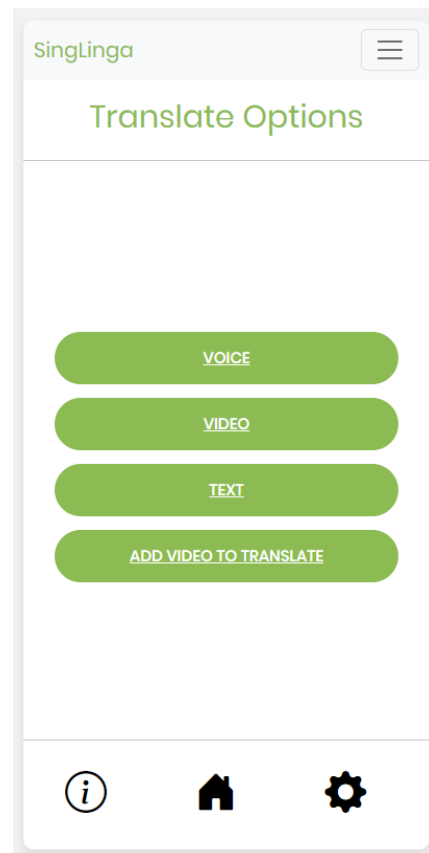 SingLinga
Translate Options
VOICE
VIDEO
TEXT
ADD VIDEO TO TRANSLATE
i